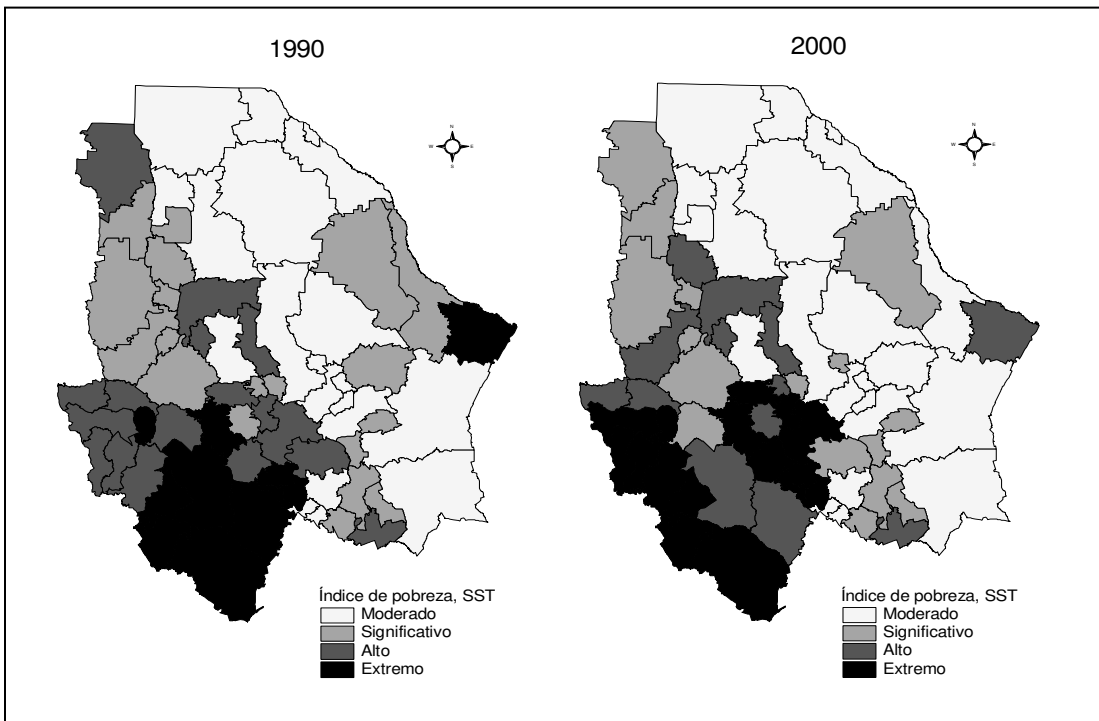 1990
2000
N
W E
S
N
W E
S
Índice de pobreza, SST
Moderado
Significativo
Alto
Extremo
Índice de pobreza, SST
Moderado
Significativo
Alto
Extremo